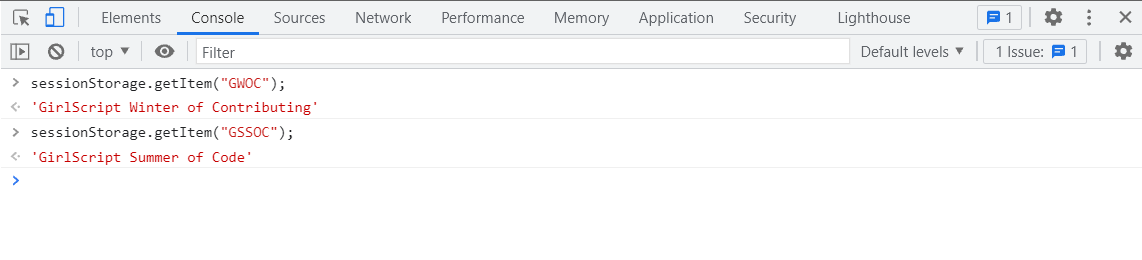 Elements Console Sources Network Performance Memory Application Security Lighthouse 1
top Filter Default levels 1 Issue: 1
sessionStorage.getItem("GWOC");
'GirlScript Winter of Contributing'
sessionStorage.getItem("GSSOC");
'GirlScript Summer of Code'